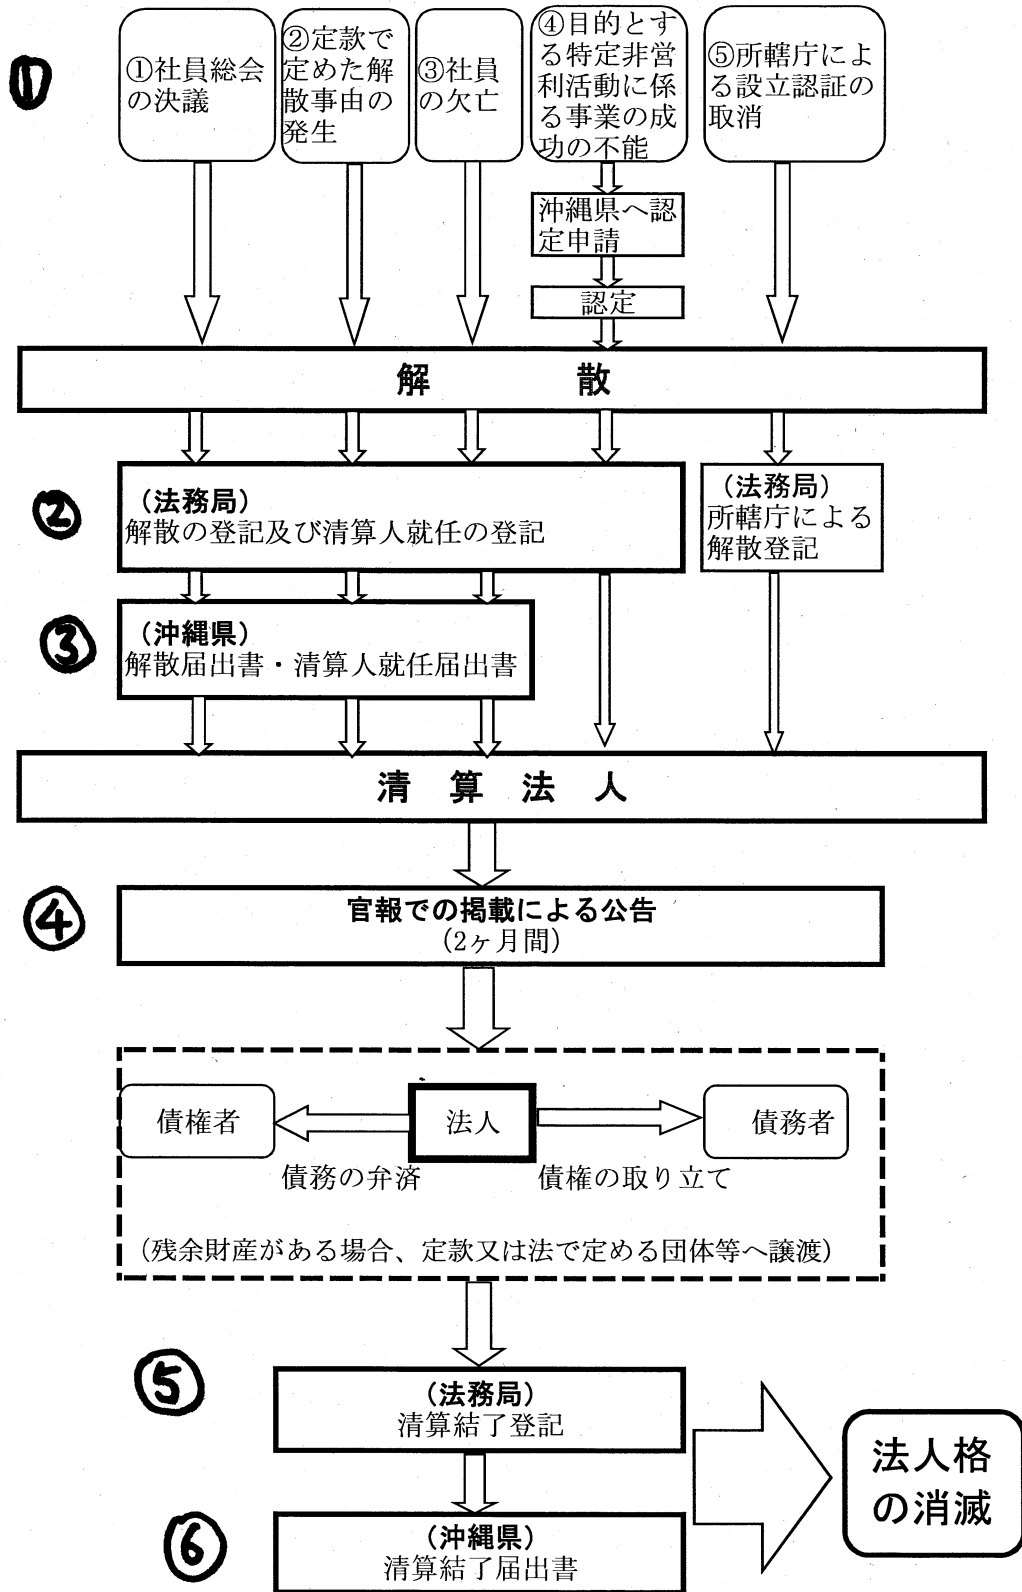 ①
①社員総会
の決議
②定款で
定めた解
散事由の
発生
③社員
の欠亡
④目的とす
る特定非営
利活動に係
る事業の成
功の不能
⑤所轄庁によ
る設立認証の
取消
沖縄県へ認
定申請
認定
解 散
②
(法務局)
解散の登記及び清算人就任の登記
(法務局)
所轄庁による
解散登記
③
(沖縄県)
解散届出書・清算人就任届出書
清 算 法 人
④
官報での掲載による公告
(2ヶ月間)
債権者
法人
債務者
債務の弁済
債権の取り立て
(残余財産がある場合、定款又は法で定める団体等へ譲渡)
⑤
(法務局)
清算結了登記
法人格
の消滅
⑥
(沖縄県)
清算結了届出書